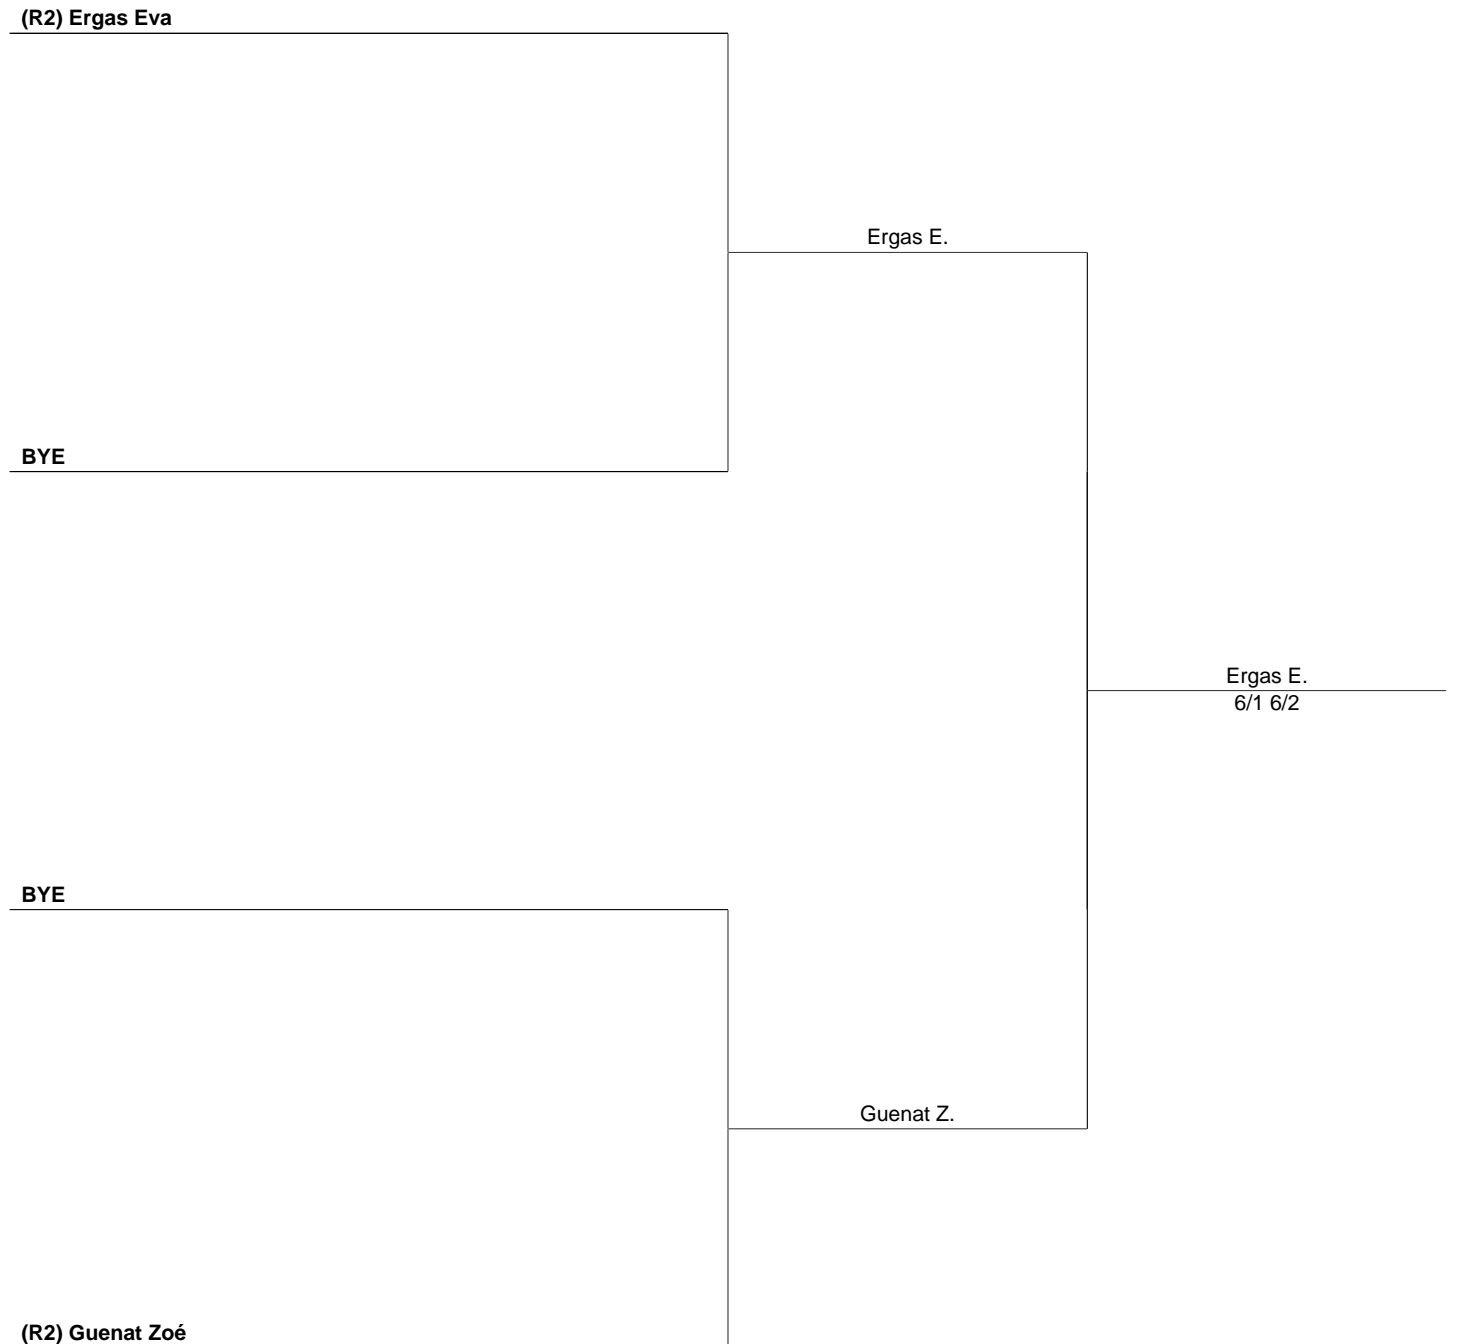 (R2) Ergas Eva
Ergas E.
BYE
Ergas E.
6/1 6/2
BYE
Guenat Z.
(R2) Guenat Zoé